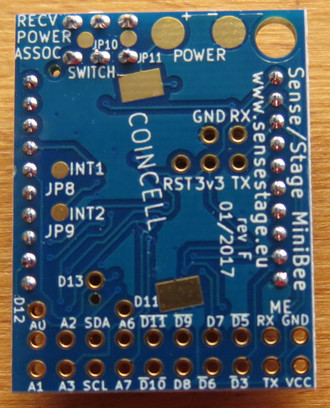 RECV
POWER
ASSOC
JP10
JP11
+ -
POWER
SWITCH
COINCELL
GND RX
RST 3v3 TX
INT1
JP8
INT2
JP9
Sense/Stage MiniBee
www.sensestage.eu
rev F
01/2017
D13
D12
D11
ME
A0 A2 SDA A6 D11 D9 D7 D5 RX GND
A1 A3 SCL A7 D10 D8 D6 D3 TX VCC